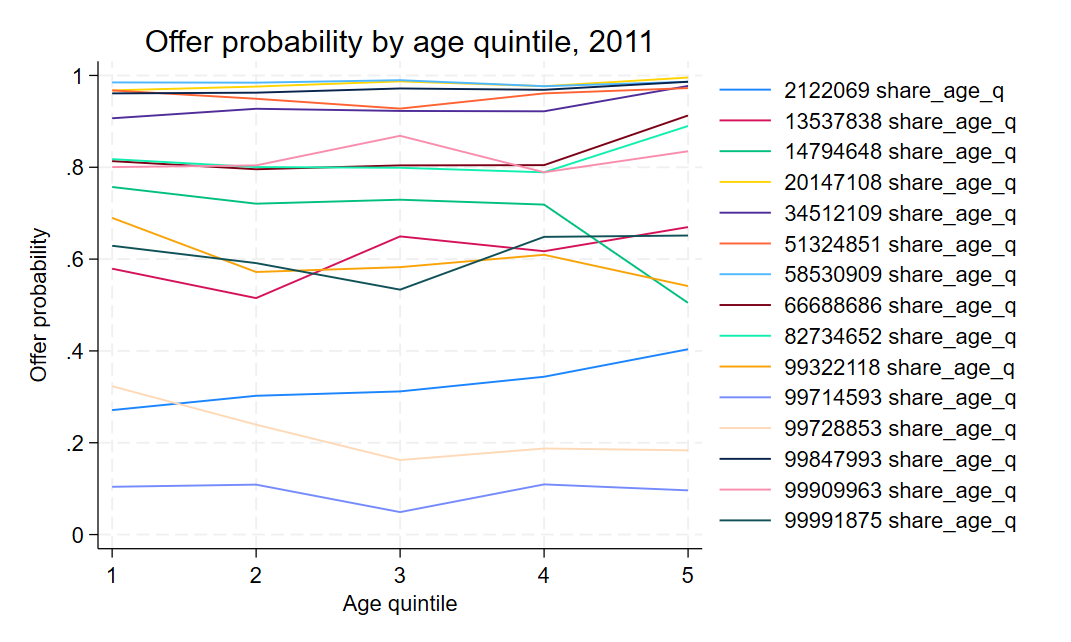 Offer probability by age quintile, 2011
Offer probability
1
.8
.6
.4
.2
0
1 2 3 4 5
Age quintile
2122069 share_age_q
13537838 share_age_q
14794648 share_age_q
20147108 share_age_q
34512109 share_age_q
51324851 share_age_q
58530909 share_age_q
66688686 share_age_q
82734652 share_age_q
99322118 share_age_q
99714593 share_age_q
99728853 share_age_q
99847993 share_age_q
99909963 share_age_q
99991875 share_age_q